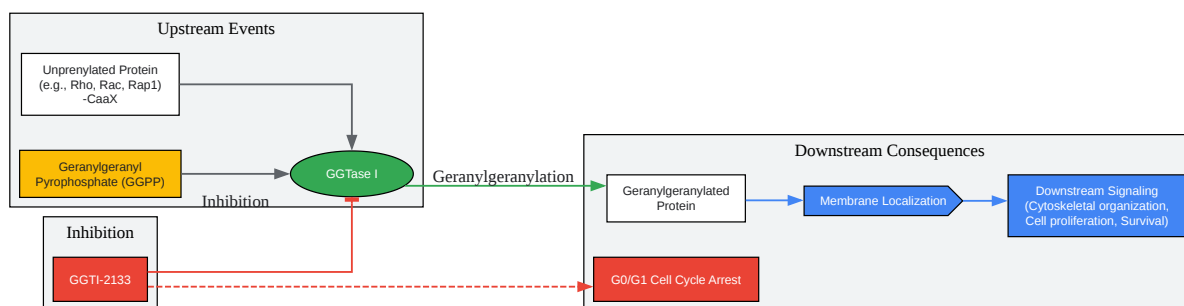 Upstream Events
Unprenylated Protein
(e.g., Rho, Rac, Rap1)
-CaaX
Geranylgeranyl
Pyrophosphate (GGPP)
GGTase I
Inhibition
Geranylgeranylation
Inhibition
GGTI-2133
Downstream Consequences
Geranylgeranylated
Protein
Membrane Localization
Downstream Signaling
(Cytoskeletal organization,
Cell proliferation, Survival)
G0/G1 Cell Cycle Arrest